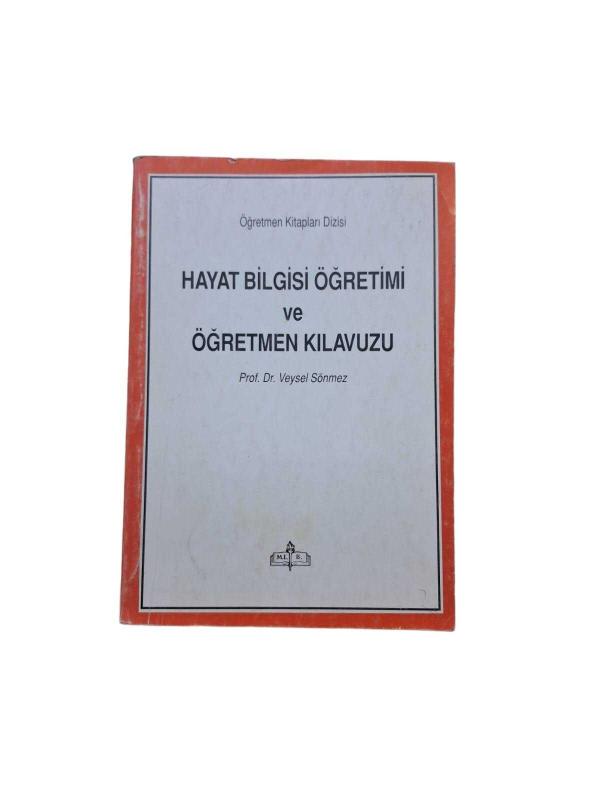 Öğretmen Kitapları Dizisi
HAYAT BİLGİSİ ÖĞRETİMİ
ve
ÖĞRETMEN KILAVUZU
Prof. Dr. Veysel Sönmez
M.E. B.